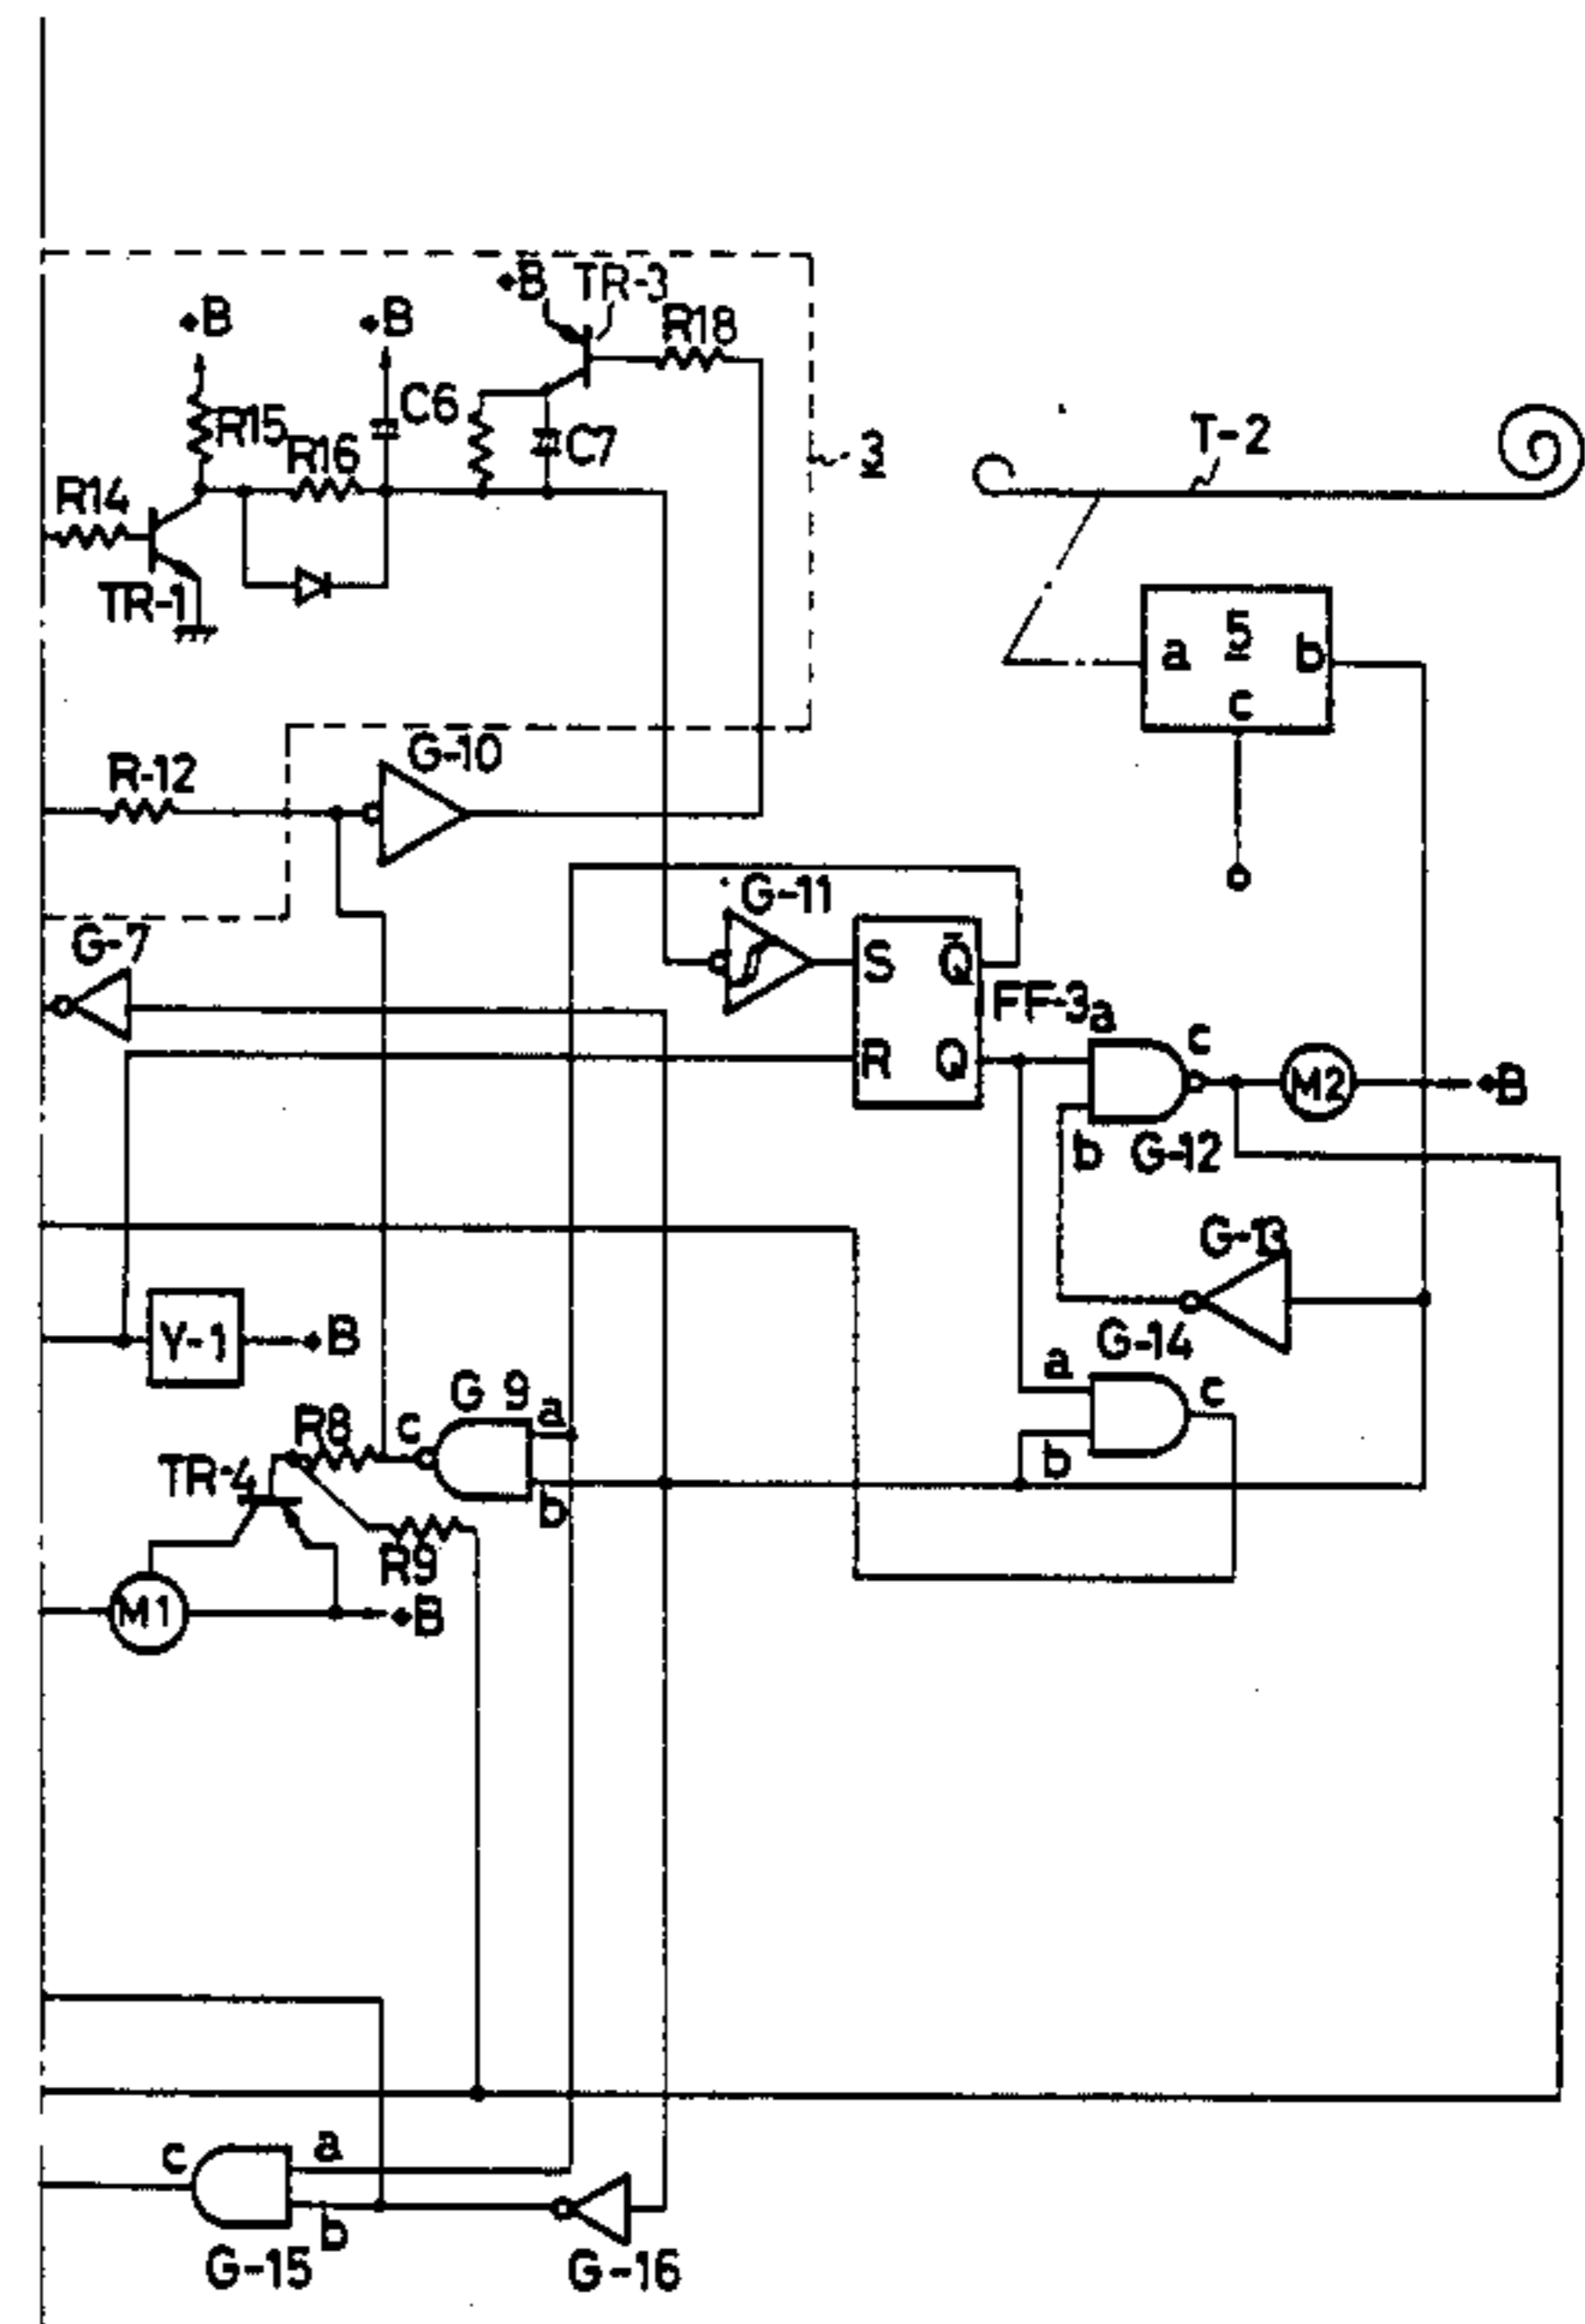 +B
+B
+B
TR-3
R18
R15
R16
C6
C7
3
T-2
R14
TR-1
a
5
b
c
R-12
G-10
G-7
G-11
S
Q̄
FF-3
a
c
R
Q
M2
+B
b
G-12
G-13
Y-1
+B
G-14
a
c
b
G 9
a
R8
c
TR-4
b
R9
M1
+B
c
a
b
G-15
G-16